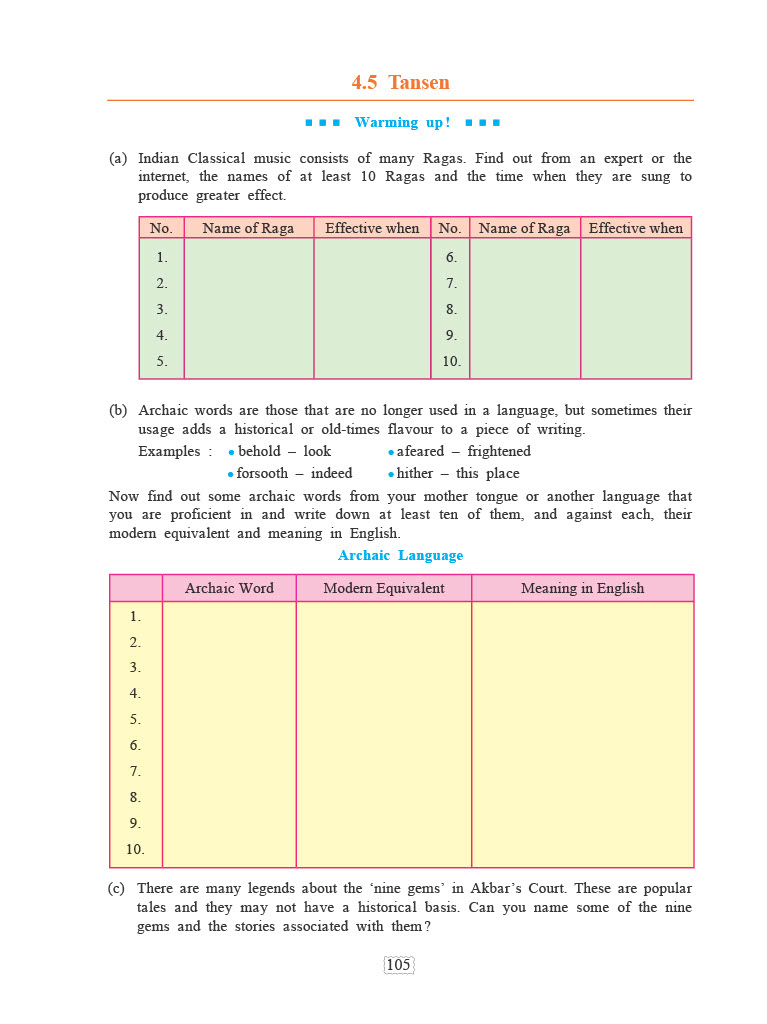 4.5 Tansen
Warming up!
(a) Indian Classical music consists of many Ragas. Find out from an expert or the
internet, the names of at least 10 Ragas and the time when they are sung to
produce greater effect.
No. Name of Raga Effective when No. Name of Raga Effective when
1. 6.
2. 7.
3. 8.
4. 9.
5. 10.
(b) Archaic words are those that are no longer used in a language, but sometimes their
usage adds a historical or old-times flavour to a piece of writing.
Examples : • behold – look • afeared – frightened
• forsooth – indeed • hither – this place
Now find out some archaic words from your mother tongue or another language that
you are proficient in and write down at least ten of them, and against each, their
modern equivalent and meaning in English.
Archaic Language
Archaic Word Modern Equivalent Meaning in English
1.
2.
3.
4.
5.
6.
7.
8.
9.
10.
(c) There are many legends about the ‘nine gems’ in Akbar’s Court. These are popular
tales and they may not have a historical basis. Can you name some of the nine
gems and the stories associated with them?
105